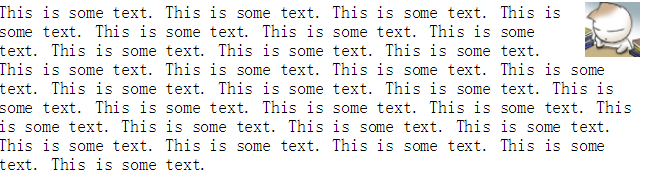 This is some text. This is some text. This is some text. This is
some text. This is some text. This is some text. This is some
text. This is some text. This is some text. This is some text.
This is some text. This is some text. This is some text. This is some
text. This is some text. This is some text. This is some text. This is
some text. This is some text. This is some text. This is some text. This
is some text. This is some text. This is some text. This is some text.
This is some text. This is some text. This is some text. This is some
text. This is some text.